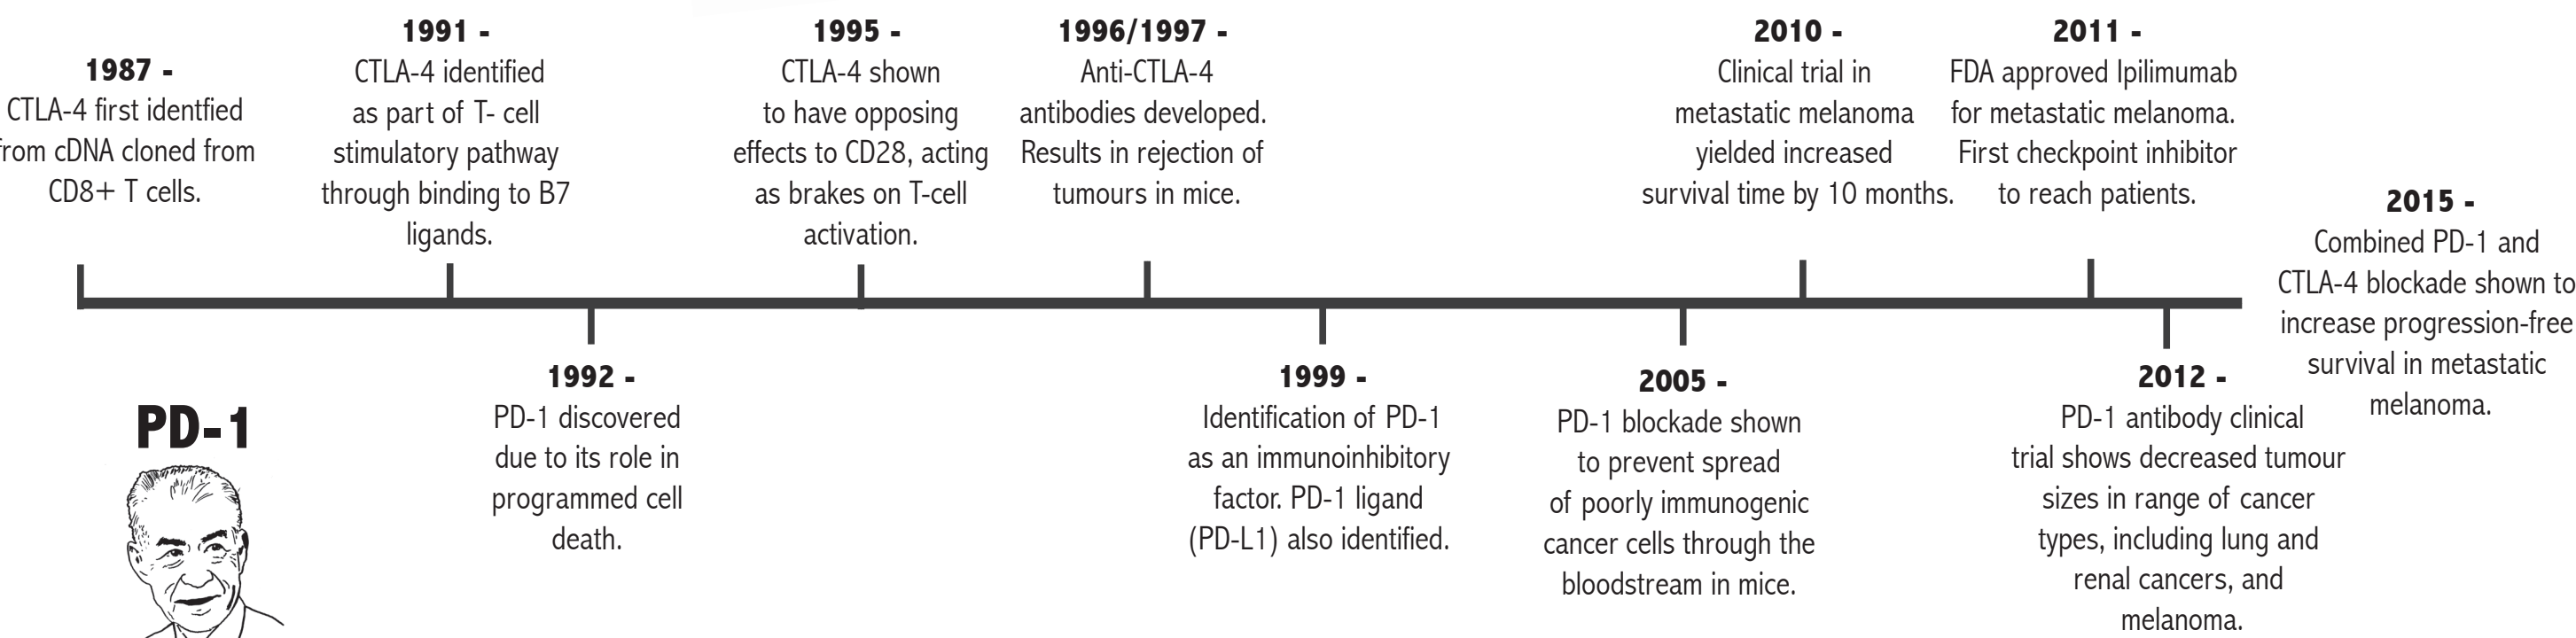 1987 -
CTLA-4 first identfied
from cDNA cloned from
CD8+ T cells.
1991 -
CTLA-4 identified
as part of T- cell
stimulatory pathway
through binding to B7
ligands.
1995 -
CTLA-4 shown
to have opposing
effects to CD28, acting
as brakes on T-cell
activation.
1996/1997 -
Anti-CTLA-4
antibodies developed.
Results in rejection of
tumours in mice.
2010 -
Clinical trial in
metastatic melanoma
yielded increased
survival time by 10 months.
2011 -
FDA approved Ipilimumab
for metastatic melanoma.
First checkpoint inhibitor
to reach patients.
2015 -
Combined PD-1 and
CTLA-4 blockade shown to
increase progression-free
survival in metastatic
melanoma.
PD-1
1992 -
PD-1 discovered
due to its role in
programmed cell
death.
1999 -
Identification of PD-1
as an immunoinhibitory
factor. PD-1 ligand
(PD-L1) also identified.
2005 -
PD-1 blockade shown
to prevent spread
of poorly immunogenic
cancer cells through the
bloodstream in mice.
2012 -
PD-1 antibody clinical
trial shows decreased tumour
sizes in range of cancer
types, including lung and
renal cancers, and
melanoma.